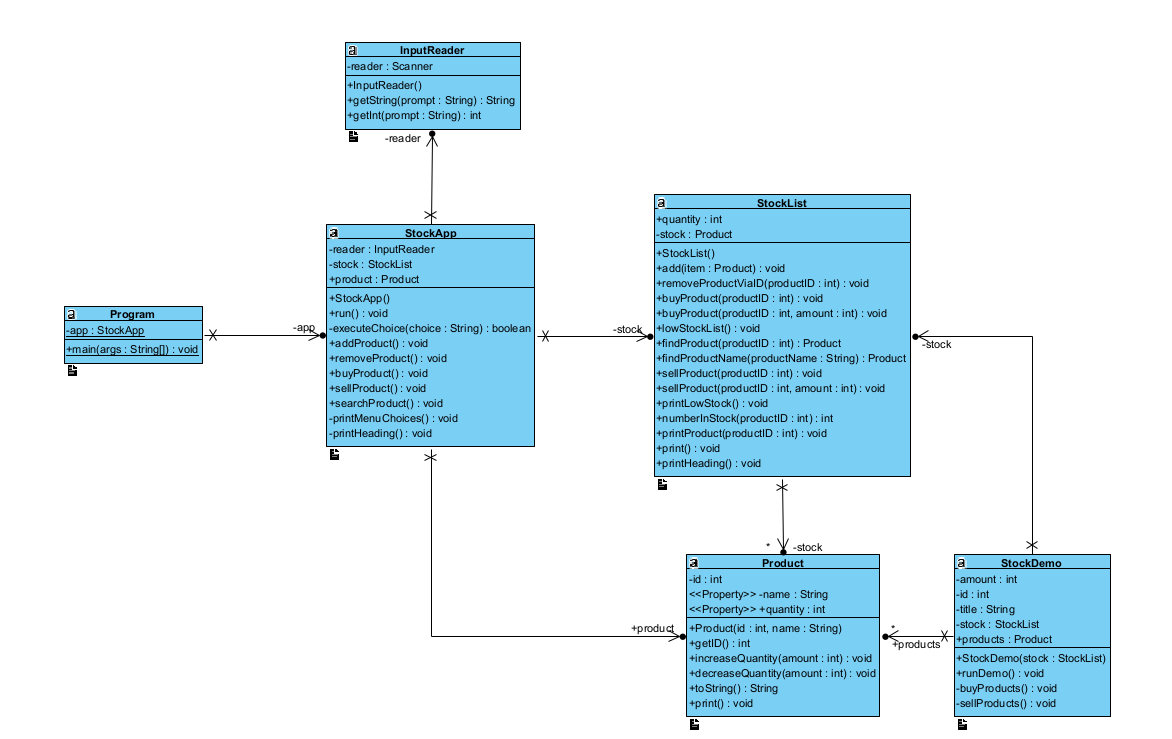 InputReader
-reader : Scanner
+InputReader()
+getString(prompt : String) : String
+getInt(prompt : String) : int
-reader
StockApp
-reader : InputReader
-stock : StockList
+product : Product
+StockApp()
+run() : void
-executeChoice(choice : String) : boolean
+addProduct() : void
+removeProduct() : void
+buyProduct() : void
+sellProduct() : void
+searchProduct() : void
-printMenuChoices() : void
-printHeading() : void
Program
-app : StockApp
+main(args : String[]) : void
-app
-stock
StockList
+quantity : int
-stock : Product
+StockList()
+add(item : Product) : void
+removeProductViaID(productID : int) : void
+buyProduct(productID : int) : void
+buyProduct(productID : int, amount : int) : void
+lowStockList() : void
+findProduct(productID : int) : Product
+findProductName(productName : String) : Product
+sellProduct(productID : int) : void
+sellProduct(productID : int, amount : int) : void
+printLowStock() : void
+numberInStock(productID : int) : int
+printProduct(productID : int) : void
+print() : void
+printHeading() : void
-stock
* -stock
+product
Product
-id : int
<<Property>> -name : String
<<Property>> +quantity : int
+Product(id : int, name : String)
+getID() : int
+increaseQuantity(amount : int) : void
+decreaseQuantity(amount : int) : void
+toString() : String
+print() : void
*
+products
StockDemo
-amount : int
-id : int
-title : String
-stock : StockList
+products : Product
+StockDemo(stock : StockList)
+runDemo() : void
-buyProducts() : void
-sellProducts() : void